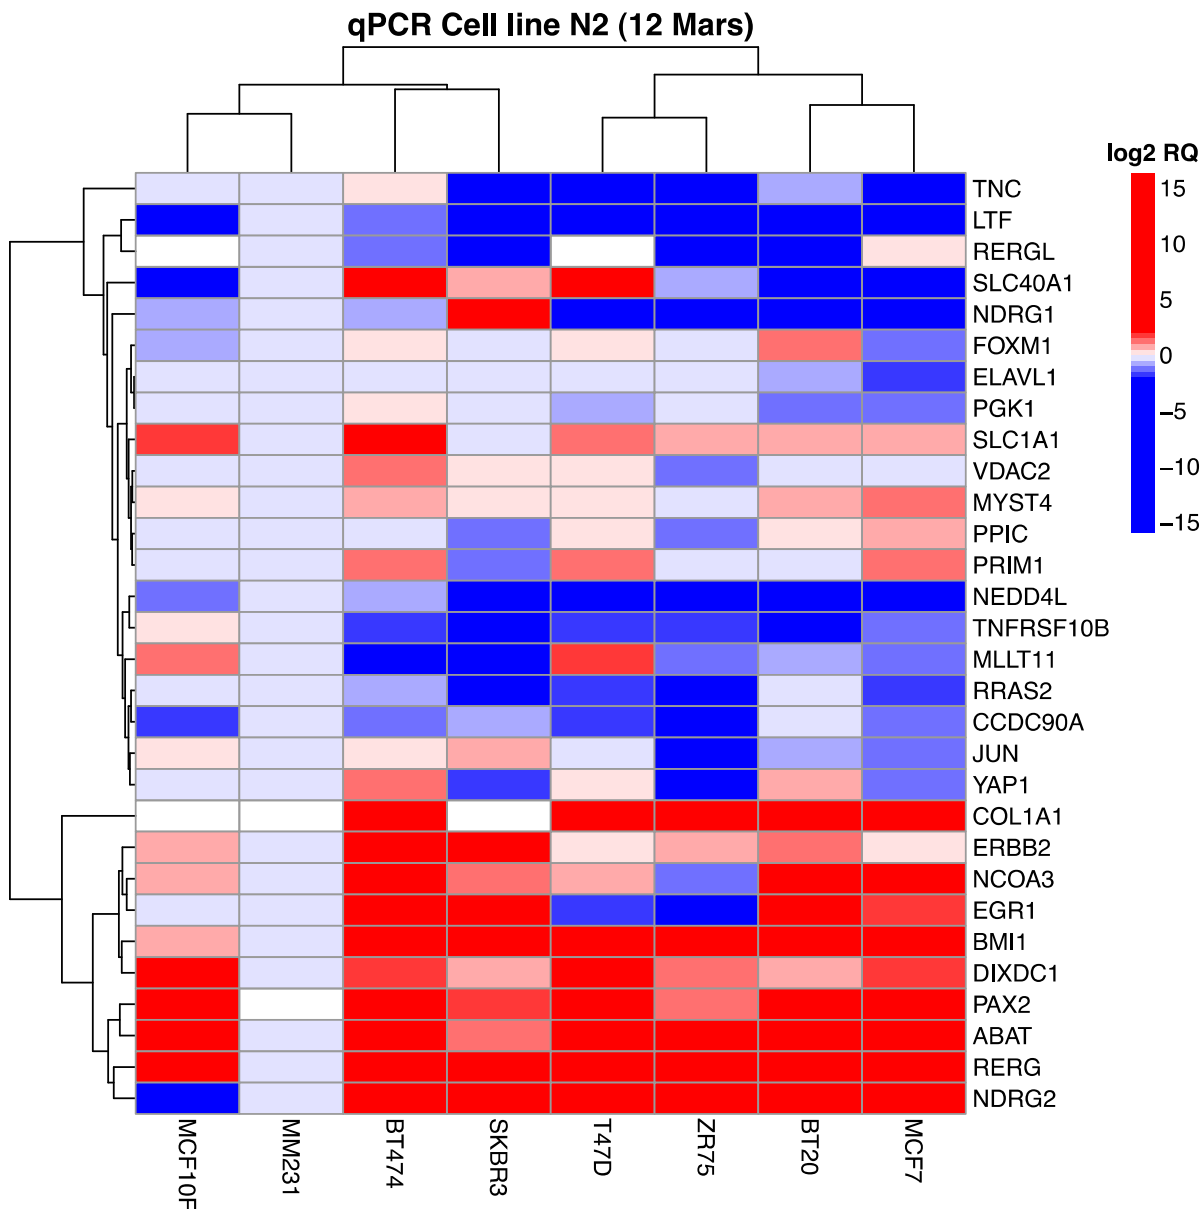 qPCR Cell line N2 (12 Mars)
log2 RQ
15
10
5
0
−5
−10
−15
TNC
LTF
RERGL
SLC40A1
NDRG1
FOXM1
ELAVL1
PGK1
SLC1A1
VDAC2
MYST4
PPIC
PRIM1
NEDD4L
TNFRSF10B
MLLT11
RRAS2
CCDC90A
JUN
YAP1
COL1A1
ERBB2
NCOA3
EGR1
BMI1
DIXDC1
PAX2
ABAT
RERG
NDRG2
MCF10F
MM231
BT474
SKBR3
T47D
ZR75
BT20
MCF7